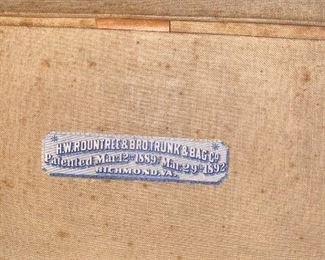 H.W. ROUNTREE & BRO. TRUNK & BAG CO
Patented Mar. 12th 1889 Mar. 29th 1892
RICHMOND, VA.